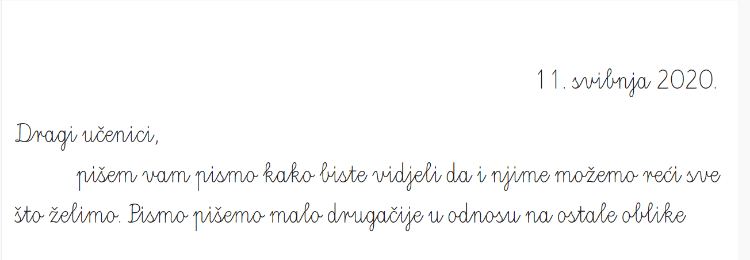 11. svibnja 2020.
Dragi učenici,
pišem vam pismo kako biste vidjeli da i njime možemo reći sve
što želimo. Pismo pišemo malo drugačije u odnosu na ostale oblike